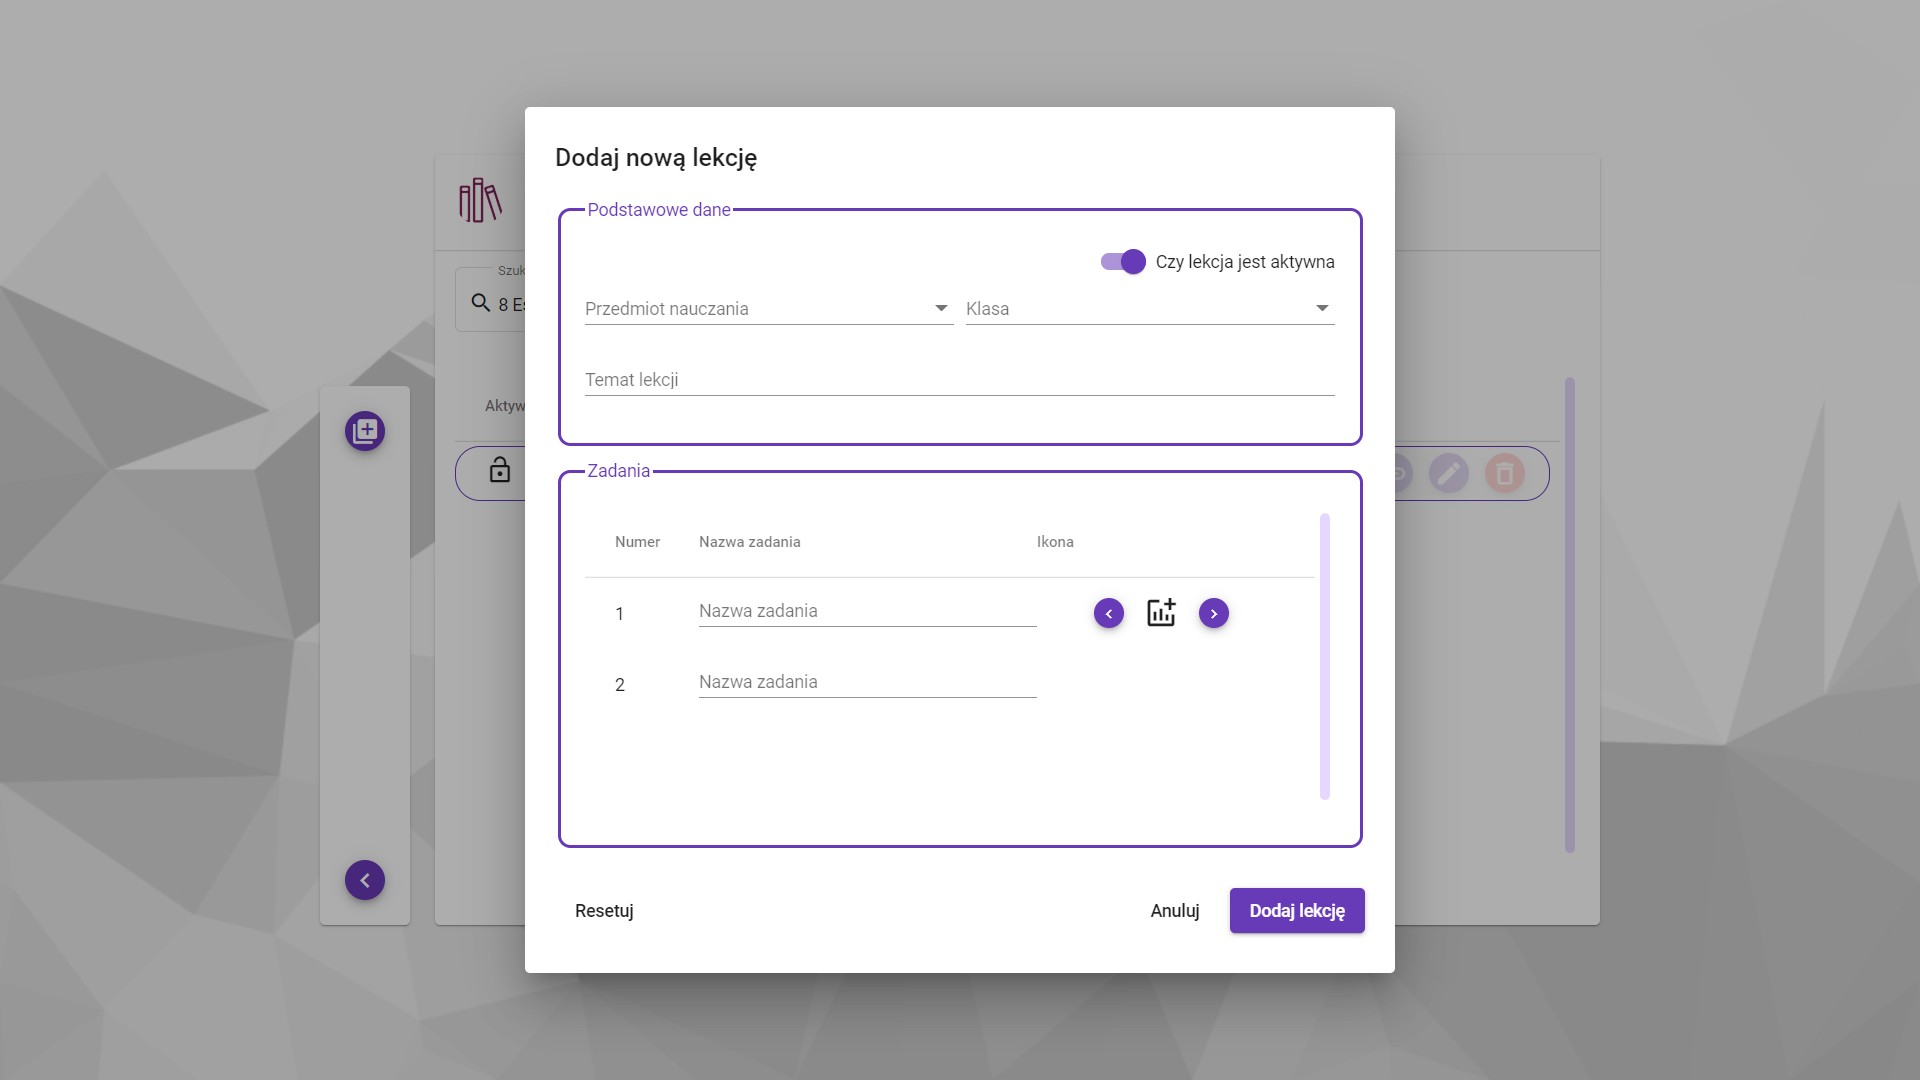 Dodaj nową lekcję
Podstawowe dane
Czy lekcja jest aktywna
Przedmiot nauczania
Klasa
Temat lekcji
Zadania
Numer
Nazwa zadania
Ikona
1
Nazwa zadania
2
Nazwa zadania
Resetuj
Anuluj
Dodaj lekcję
Szuk
8 Es
Aktyw